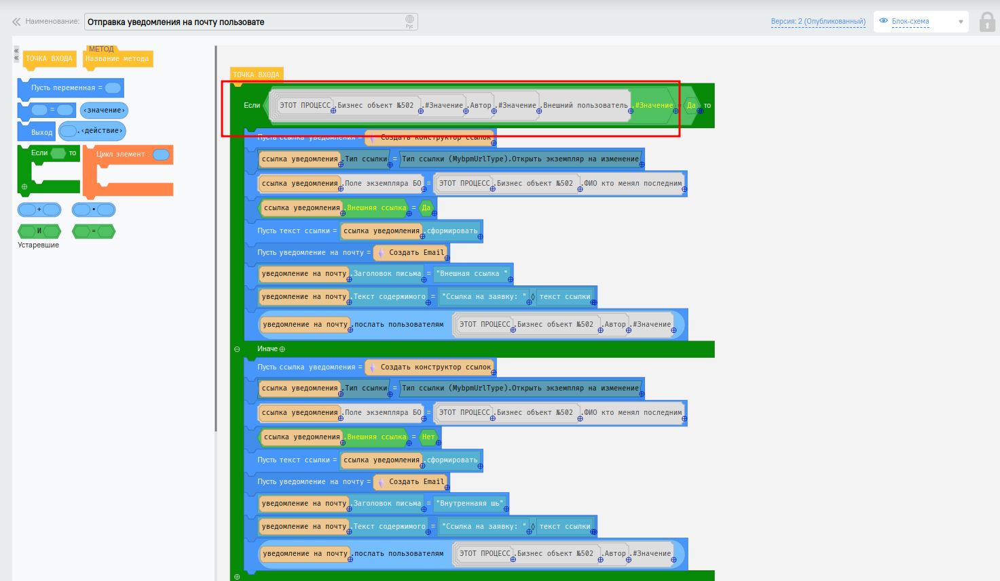 Наименование: Отправка уведомления на почту пользовате Рус Версия: 2 (Опубликованный) Блок-схема
МЕТОД
ТОЧКА ВХОДА Название метода
Пусть переменная =
= ‹значение›
Выход .‹действие›
Если то Цикл элемент :
+ •
И =
Устаревшие
ТОЧКА ВХОДА
Если ЭТОТ ПРОЦЕСС.Бизнес объект №502 .#Значение.Автор.#Значение.Внешний пользователь.#Значение = Да то
Пусть ссылка уведомления = Создать конструктор ссылок
ссылка уведомления.Тип ссылки = Тип ссылки (MybpmUrlType).Открыть экземпляр на изменение
ссылка уведомления.Поле экземпляра БО = ЭТОТ ПРОЦЕСС.Бизнес объект №502 .ФИО кто менял последним
ссылка уведомления.Внешняя ссылка = Да
Пусть текст ссылки = ссылка уведомления.сформировать
Пусть уведомление на почту = Создать Email
уведомление на почту.Заголовок письма = "Внешная ссылка "
уведомление на почту.Текст содержимого = "Ссылка на заявку: " ◊ текст ссылки
уведомление на почту.послать пользователям ЭТОТ ПРОЦЕСС.Бизнес объект №502 .Автор.#Значение
Иначе
Пусть ссылка уведомления = Создать конструктор ссылок
ссылка уведомления.Тип ссылки = Тип ссылки (MybpmUrlType).Открыть экземпляр на изменение
ссылка уведомления.Поле экземпляра БО = ЭТОТ ПРОЦЕСС.Бизнес объект №502 .ФИО кто менял последним
ссылка уведомления.Внешняя ссылка = Нет
Пусть текст ссылки = ссылка уведомления.сформировать
Пусть уведомление на почту = Создать Email
уведомление на почту.Заголовок письма = "Внутренная шь"
уведомление на почту.Текст содержимого = "Ссылка на заявку: " ◊ текст ссылки
уведомление на почту.послать пользователям ЭТОТ ПРОЦЕСС.Бизнес объект №502 .Автор.#Значение